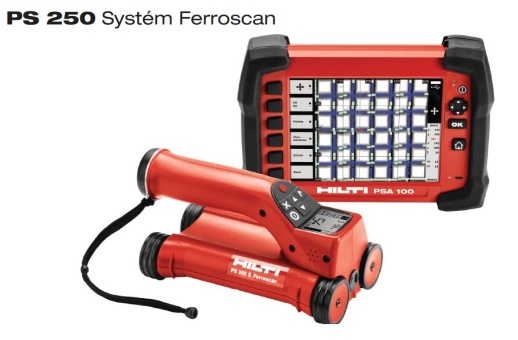 PS 250 Systém Ferroscan
HILTI PSA 100
OK
HILTI
PS 200 S Ferroscan